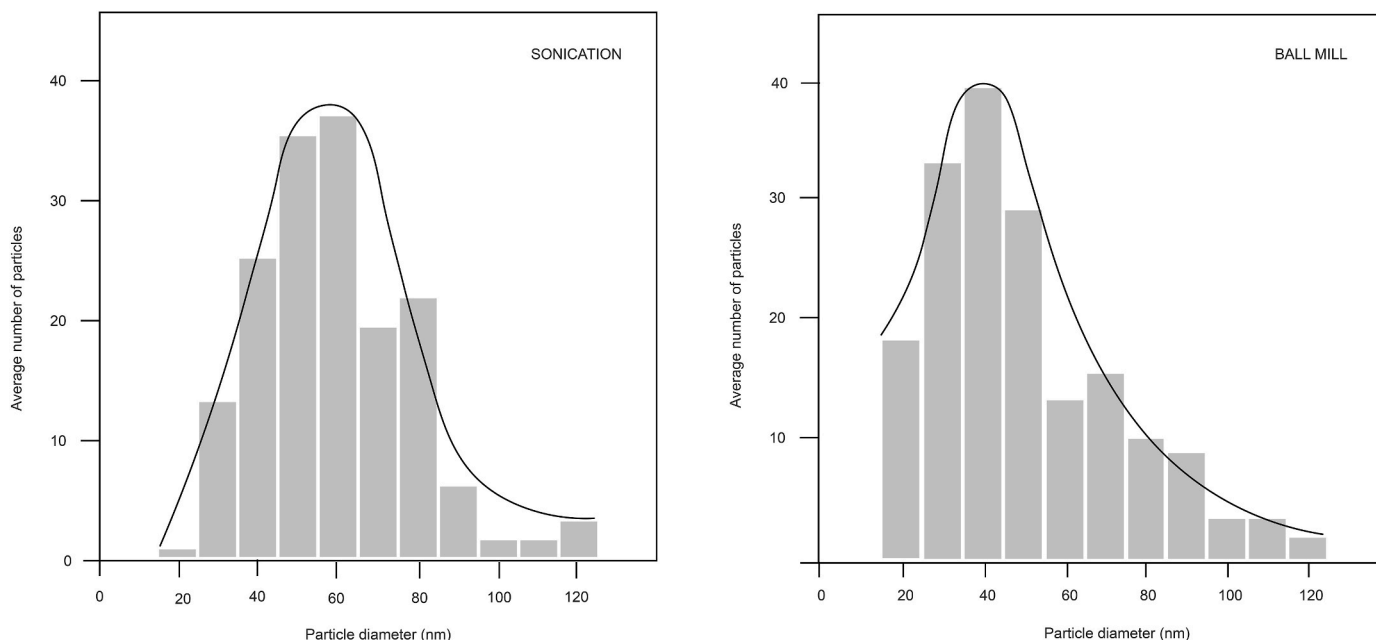 SONICATION
40
30
20
10
0
Average number of particles
0 20 40 60 80 100 120
Particle diameter (nm)
BALL MILL
40
30
20
10
Average number of particles
0 20 40 60 80 100 120
Particle diameter (nm)